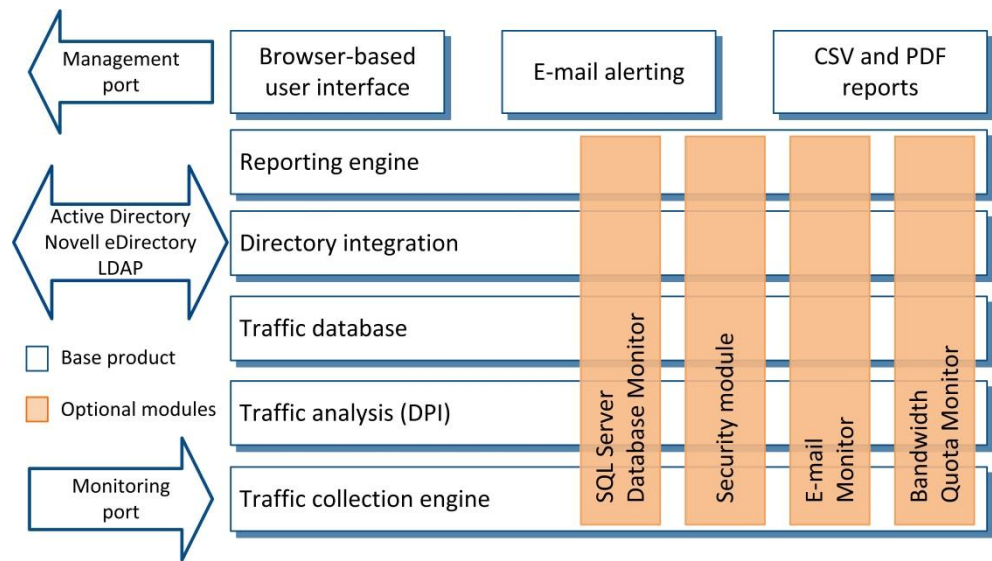 Management
port
Browser-based
user interface
E-mail alerting
CSV and PDF
reports
Reporting engine
Active Directory
Novell eDirectory
LDAP
Directory integration
Traffic database
Base product
Optional modules
Traffic analysis (DPI)
Monitoring
port
Traffic collection engine
SQL Server
Database Monitor
Security module
E-mail
Monitor
Bandwidth
Quota Monitor